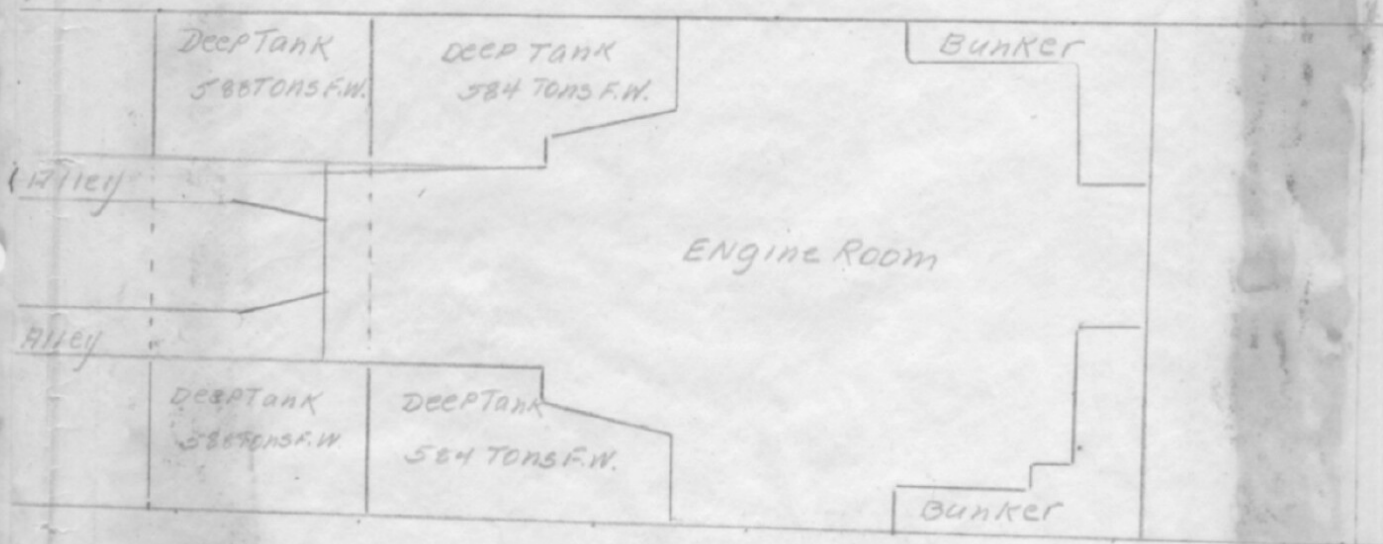 Deep Tank
588 Tons F.W.
Deep Tank
584 Tons F.W.
Bunker
Alley
Engine Room
Alley
Deep Tank
588 Tons F.W.
Deep Tank
584 Tons F.W.
Bunker